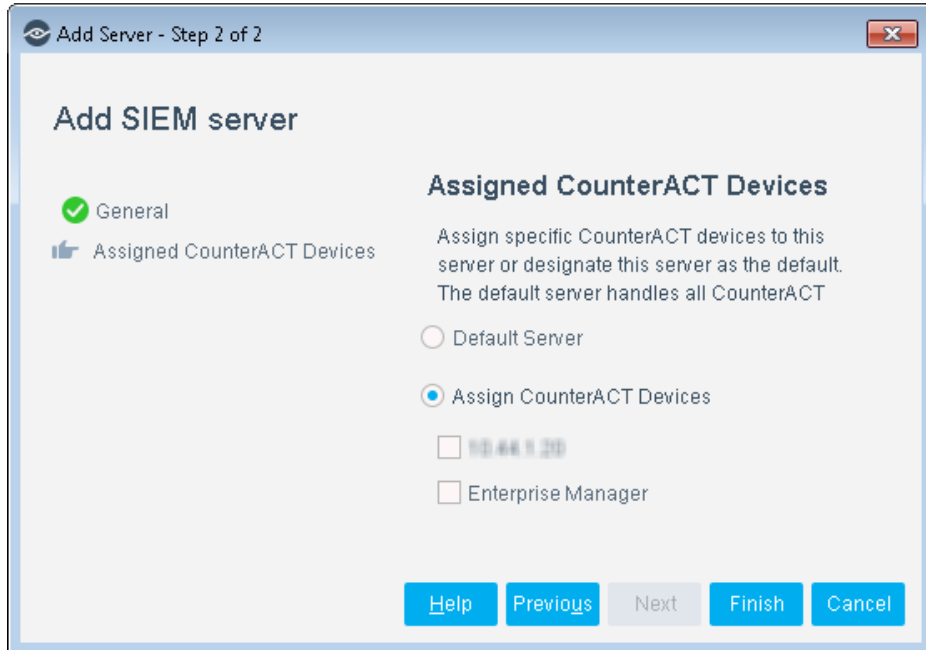 Add Server - Step 2 of 2
Add SIEM server
General
Assigned CounterACT Devices
Assigned CounterACT Devices
Assign specific CounterACT devices to this
server or designate this server as the default.
The default server handles all CounterACT
Default Server
Assign CounterACT Devices
Enterprise Manager
Help
Previous
Next
Finish
Cancel